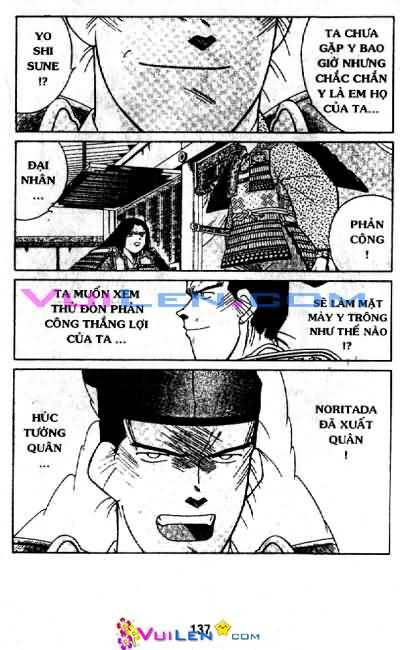 YO
SHI
SUNE
!?
TA CHƯA
GẶP Y BAO
GIỜ NHƯNG
CHẮC CHẮN
Y LÀ EM HỌ
CỦA TA...
ĐẠI
NHÂN
...
PHẢN
CÔNG
!
TA MUỐN XEM
THỦ ĐÒN PHẢN
CÔNG THẮNG LỢI
CỦA TA ...
SẼ LÀM MẶT
MÀY Y TRÔNG
NHƯ THẾ NÀO
!?
VUILEN.COM
HÚC
TƯỚNG
QUÂN
...
NORITADA
ĐÃ XUẤT
QUÂN
!
137
VUILEN.COM